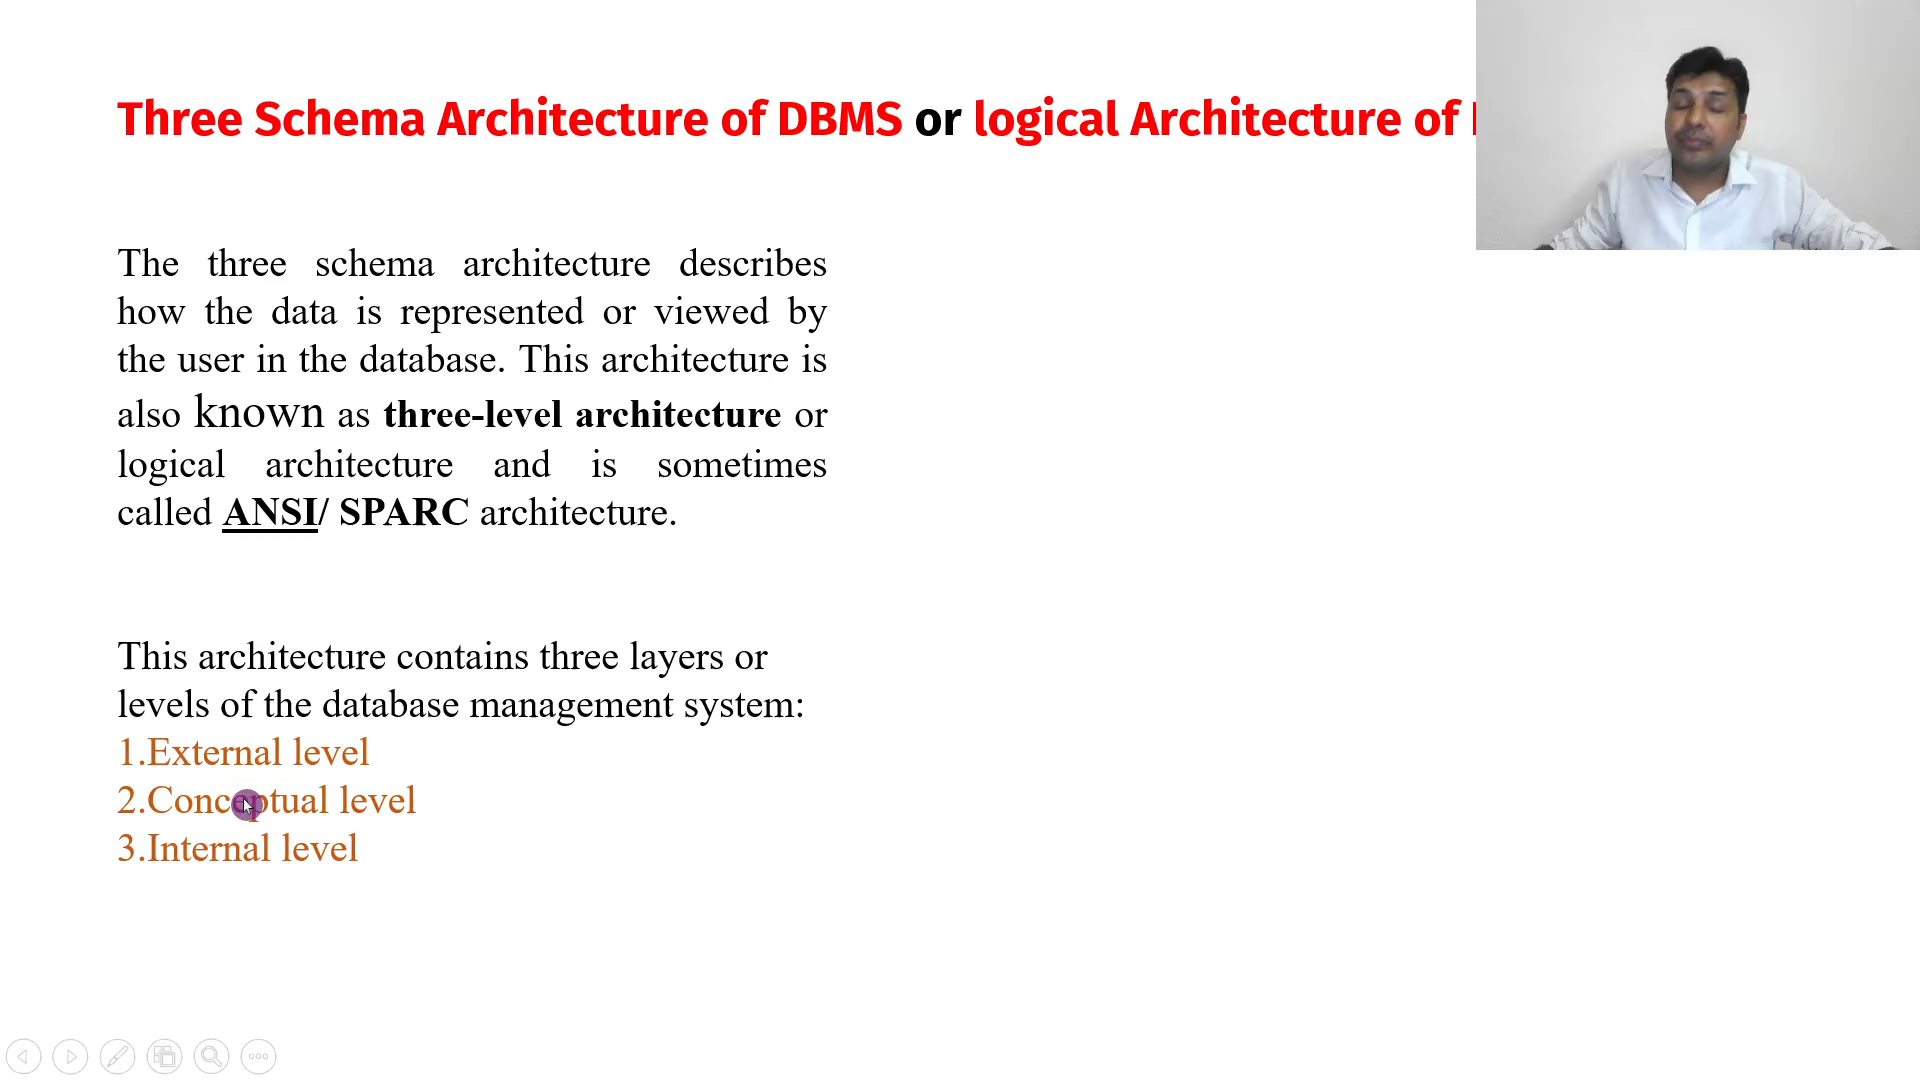 Three Schema Architecture of DBMS or logical Architecture of
The three schema architecture describes
how the data is represented or viewed by
the user in the database. This architecture is
also known as three-level architecture or
logical architecture and is sometimes
called ANSI/ SPARC architecture.
This architecture contains three layers or
levels of the database management system:
1.External level
2.Conceptual level
3.Internal level